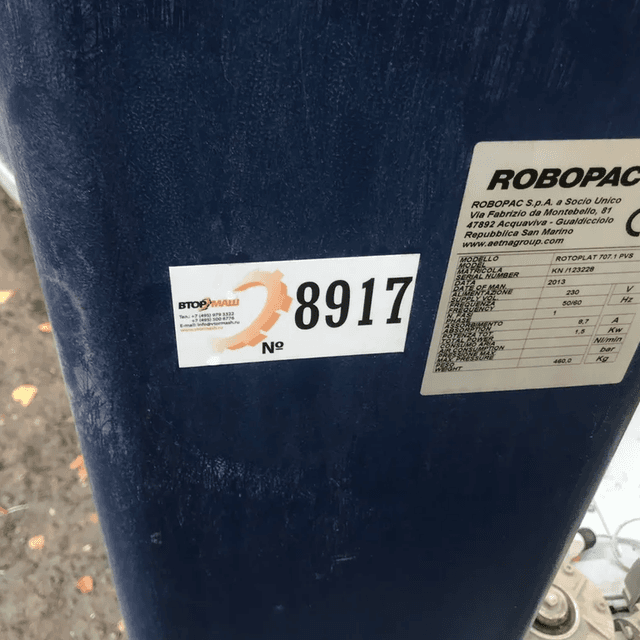 ВТОРМАШ
№
8917
ROBOPAC
ROBOPAC S.p.A. a Socio Unico
Via Fabrizio da Montebello, 81
47892 Acquaviva - Gualdicciolo
Repubblica San Marino
www.aetnagroup.com
MODELLO
MODEL ROTOPLAT 707.1 PVS
MATRICOLA
SERIAL NUMBER KN /123228
DATA
DATE OF MAN 2013
230 V
50/60 Hz
1
9,7 A
1,5 Kw
Nl/min
bar
PESO
WEIGHT 460,0 Kg